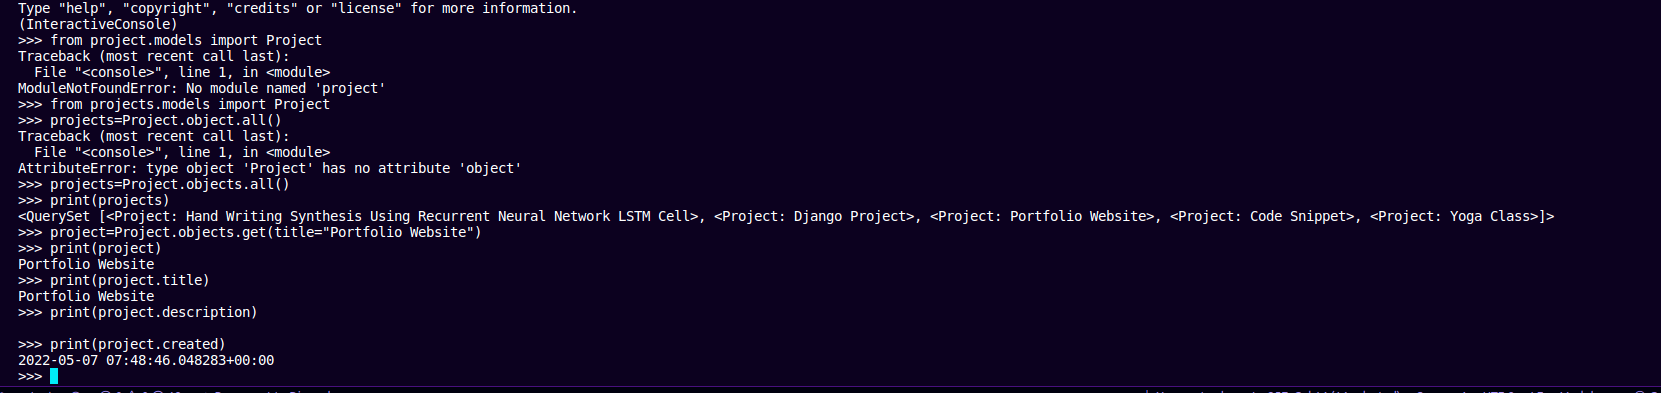 Type "help", "copyright", "credits" or "license" for more information.
(InteractiveConsole)
>>> from project.models import Project
Traceback (most recent call last):
  File "<console>", line 1, in <module>
ModuleNotFoundError: No module named 'project'
>>> from projects.models import Project
>>> projects=Project.object.all()
Traceback (most recent call last):
  File "<console>", line 1, in <module>
AttributeError: type object 'Project' has no attribute 'object'
>>> projects=Project.objects.all()
>>> print(projects)
<QuerySet [<Project: Hand Writing Synthesis Using Recurrent Neural Network LSTM Cell>, <Project: Django Project>, <Project: Portfolio Website>, <Project: Code Snippet>, <Project: Yoga Class>]>
>>> project=Project.objects.get(title="Portfolio Website")
>>> print(project)
Portfolio Website
>>> print(project.title)
Portfolio Website
>>> print(project.description)

>>> print(project.created)
2022-05-07 07:48:46.048283+00:00
>>>